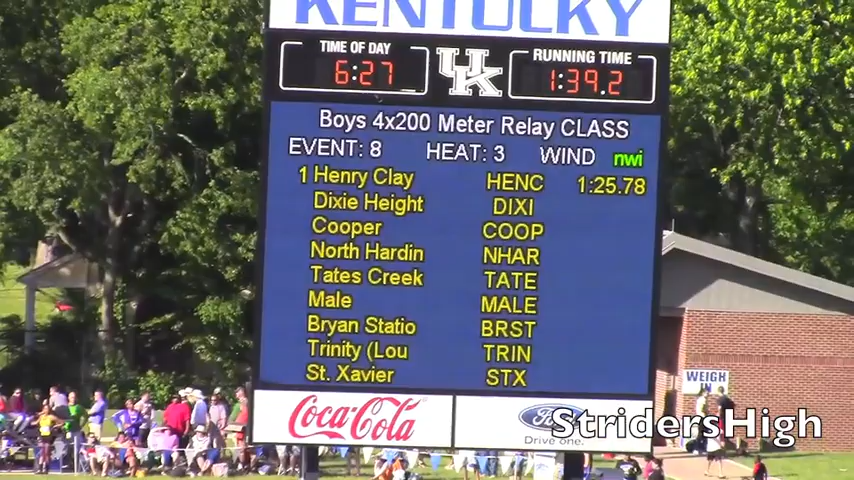 KENTUCKY
TIME OF DAY
6:27
UK
RUNNING TIME
1:39.2
Boys 4x200 Meter Relay CLASS
EVENT: 8 HEAT: 3 WIND nwi
1 Henry Clay HENC 1:25.78
Dixie Height DIXI
Cooper COOP
North Hardin NHAR
Tates Creek TATE
Male MALE
Bryan Statio BRST
Trinity (Lou TRIN
St. Xavier STX
WEIGH
IN
Coca-Cola
Ford
Drive one.
StridersHigh